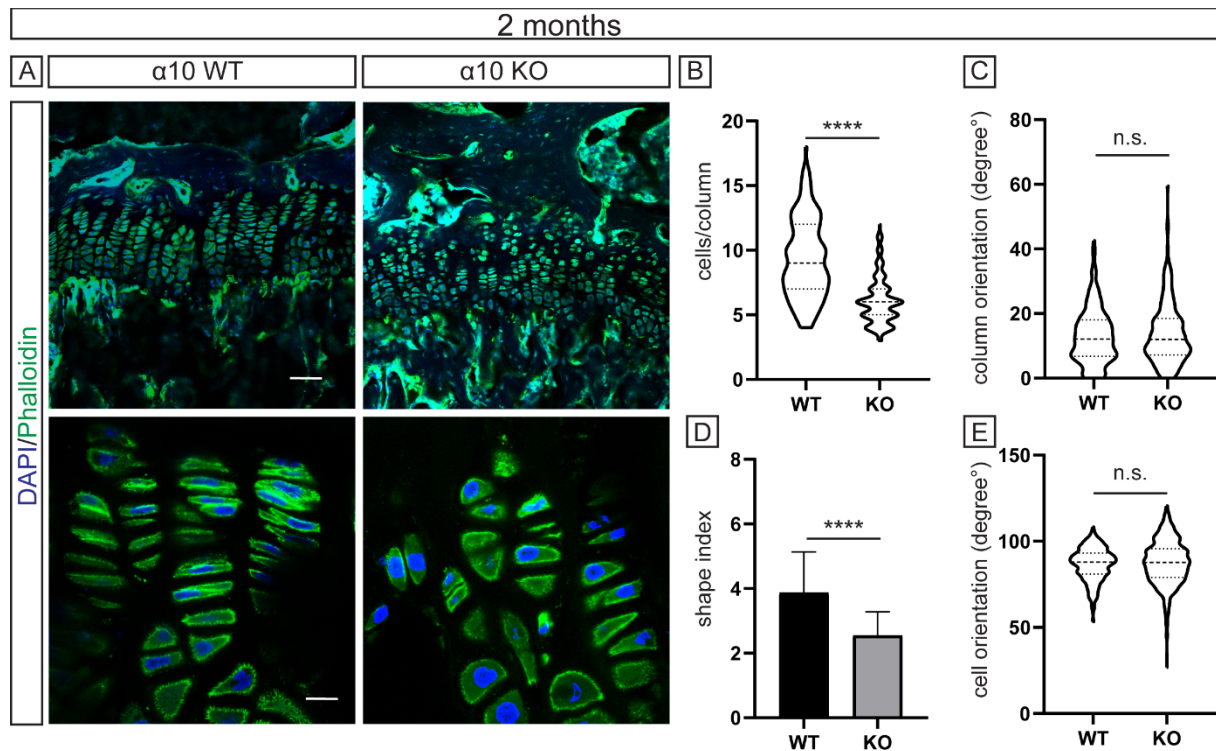 2 months
A
α10 WT
α10 KO
DAPI/Phalloidin
B
cells/column
20
15
10
5
0
****
WT
KO
C
column orientation (degree°)
80
60
40
20
0
n.s.
WT
KO
D
shape index
8
6
4
2
0
****
WT
KO
E
cell orientation (degree°)
150
100
50
0
n.s.
WT
KO